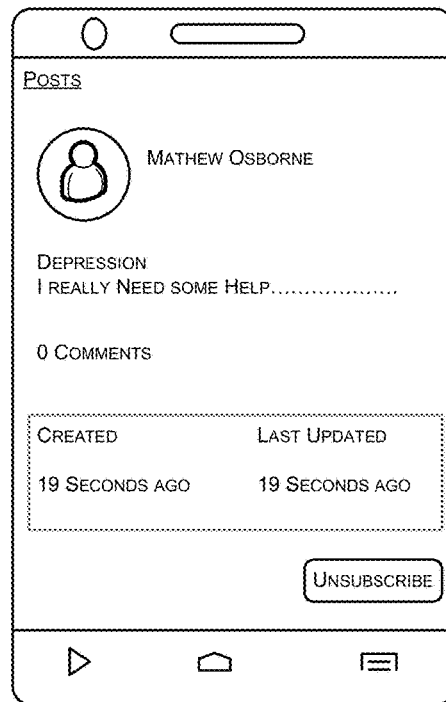 Posts
Mathew Osborne
Depression
I really Need some Help..................
0 Comments
Created Last Updated
19 Seconds ago 19 Seconds ago
Unsubscribe